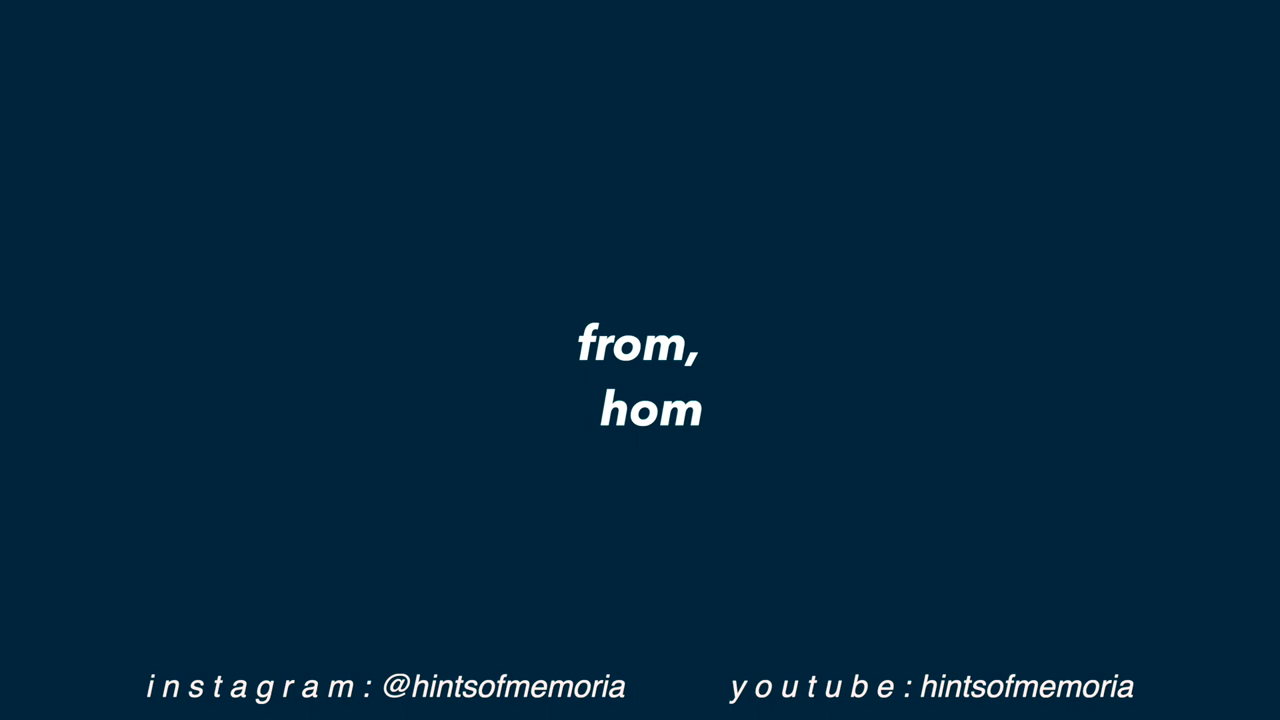 from,
hom
i n s t a g r a m : @hintsofmemoria
y o u t u b e : hintsofmemoria